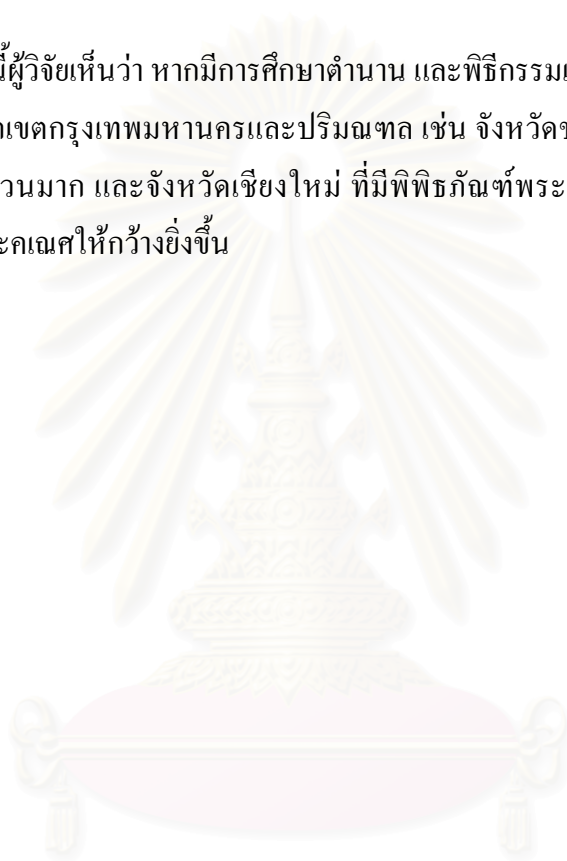 นี้ผู้วิจัยเห็นว่า หากมีการศึกษาตำนาน และพิธีกรรม
เขตกรุงเทพมหานครและปริมณฑล เช่น จังหวัด
วนมาก และจังหวัดเชียงใหม่ ที่มีพิพิธภัณฑ์พระ
ะคเณศให้กว้างยิ่งขึ้น